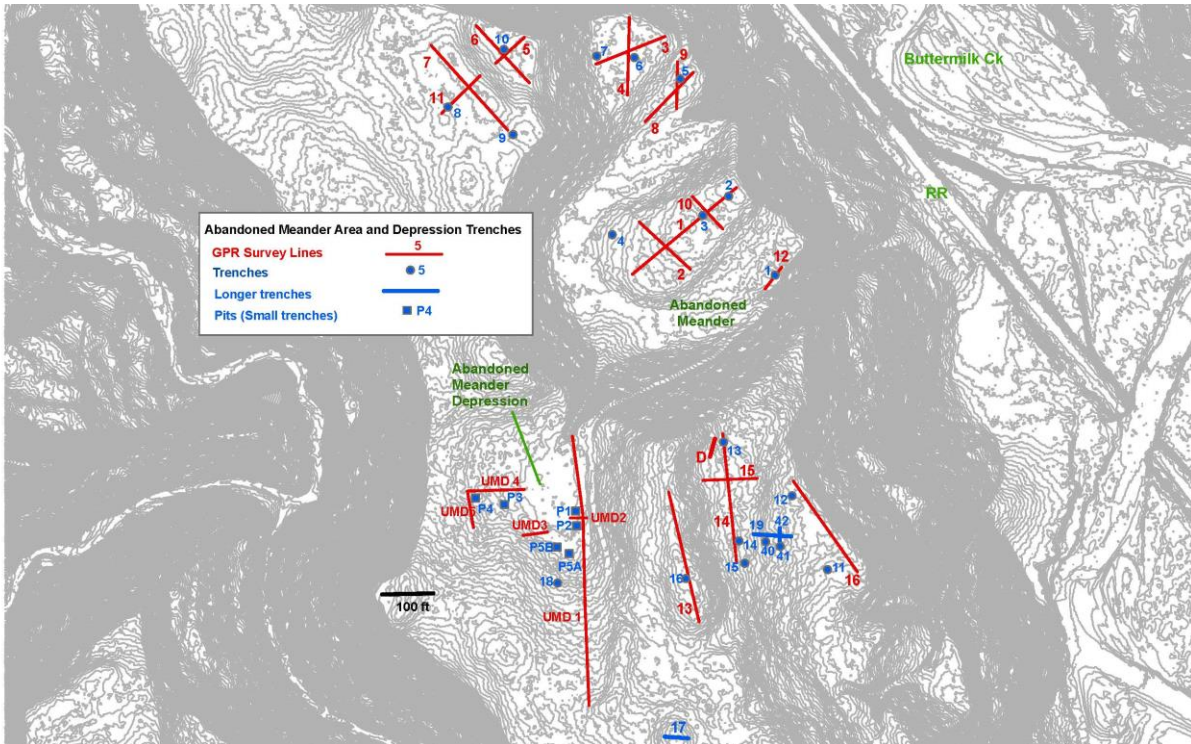 10
6
5
7
3
9
7
6
5
4
11
8
8
9
Buttermilk Ck
RR
2
10
1
3
4
2
12
1
Abandoned
Meander
Abandoned Meander Area and Depression Trenches
GPR Survey Lines 5
Trenches 5
Longer trenches
Pits (Small trenches) P4
Abandoned
Meander
Depression
UMD 4
P3
P4
UMD5
UMD3
P1
P2
UMD2
P5B
P5A
18
UMD 1
100 ft
D
13
15
14
12
19
42
14
40
41
15
11
16
16
13
17